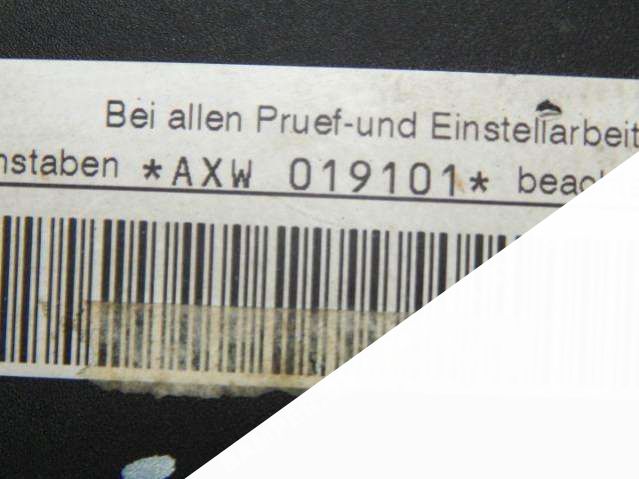 Bei allen Pruef-und Einstellarbeit
nstaben *AXW 019101* beac